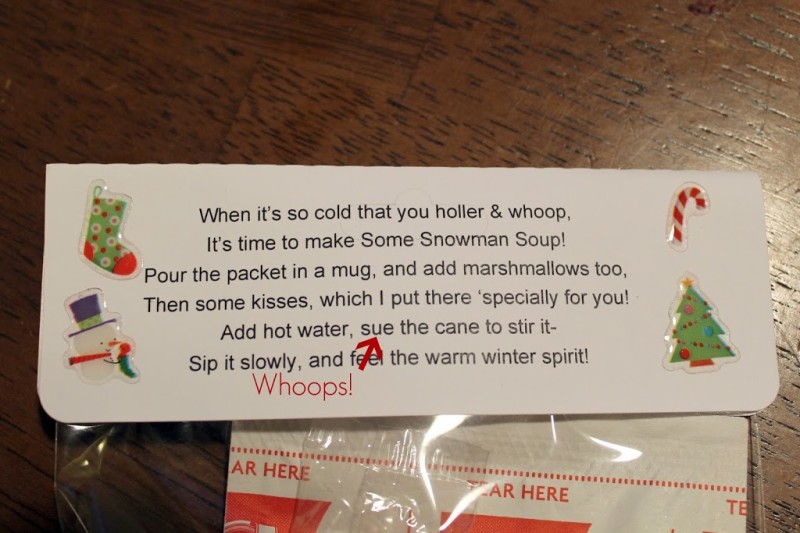 When it's so cold that you holler & whoop,
It's time to make Some Snowman Soup!
Pour the packet in a mug, and add marshmallows too,
Then some kisses, which I put there 'specially for you!
Add hot water, sue the cane to stir it-
Sip it slowly, and feel the warm winter spirit!
Whoops!
AR HERE
TEAR HERE
TE